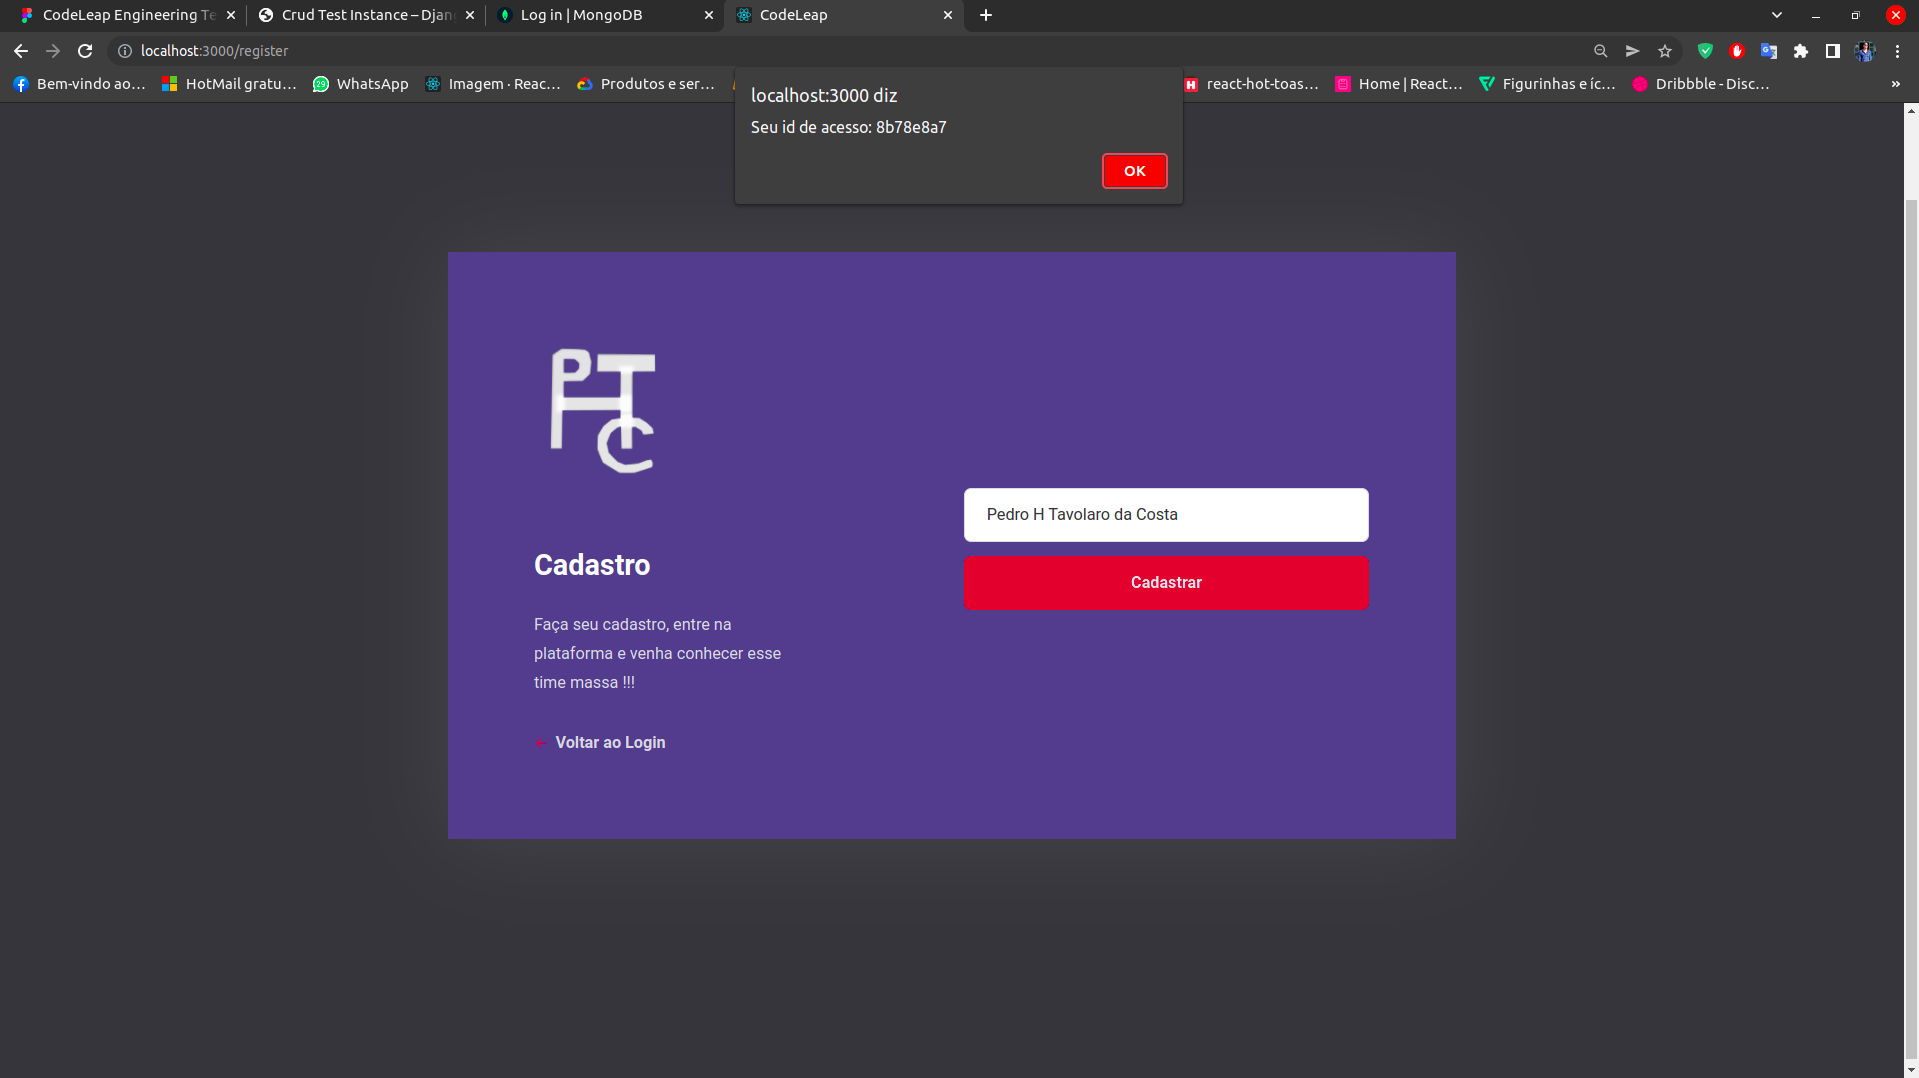 CodeLeap Engineering Te
Crud Test Instance – Djan
Log in | MongoDB
CodeLeap
localhost:3000/register
Bem-vindo ao...
HotMail gratu...
29
WhatsApp
Imagem · Reac...
Produtos e ser...
react-hot-toas...
Home | React...
Figurinhas e íc...
Dribbble - Disc...
»
localhost:3000 diz
Seu id de acesso: 8b78e8a7
OK
PHTC
Cadastro
Faça seu cadastro, entre na
plataforma e venha conhecer esse
time massa !!!
Voltar ao Login
Pedro H Tavolaro da Costa
Cadastrar